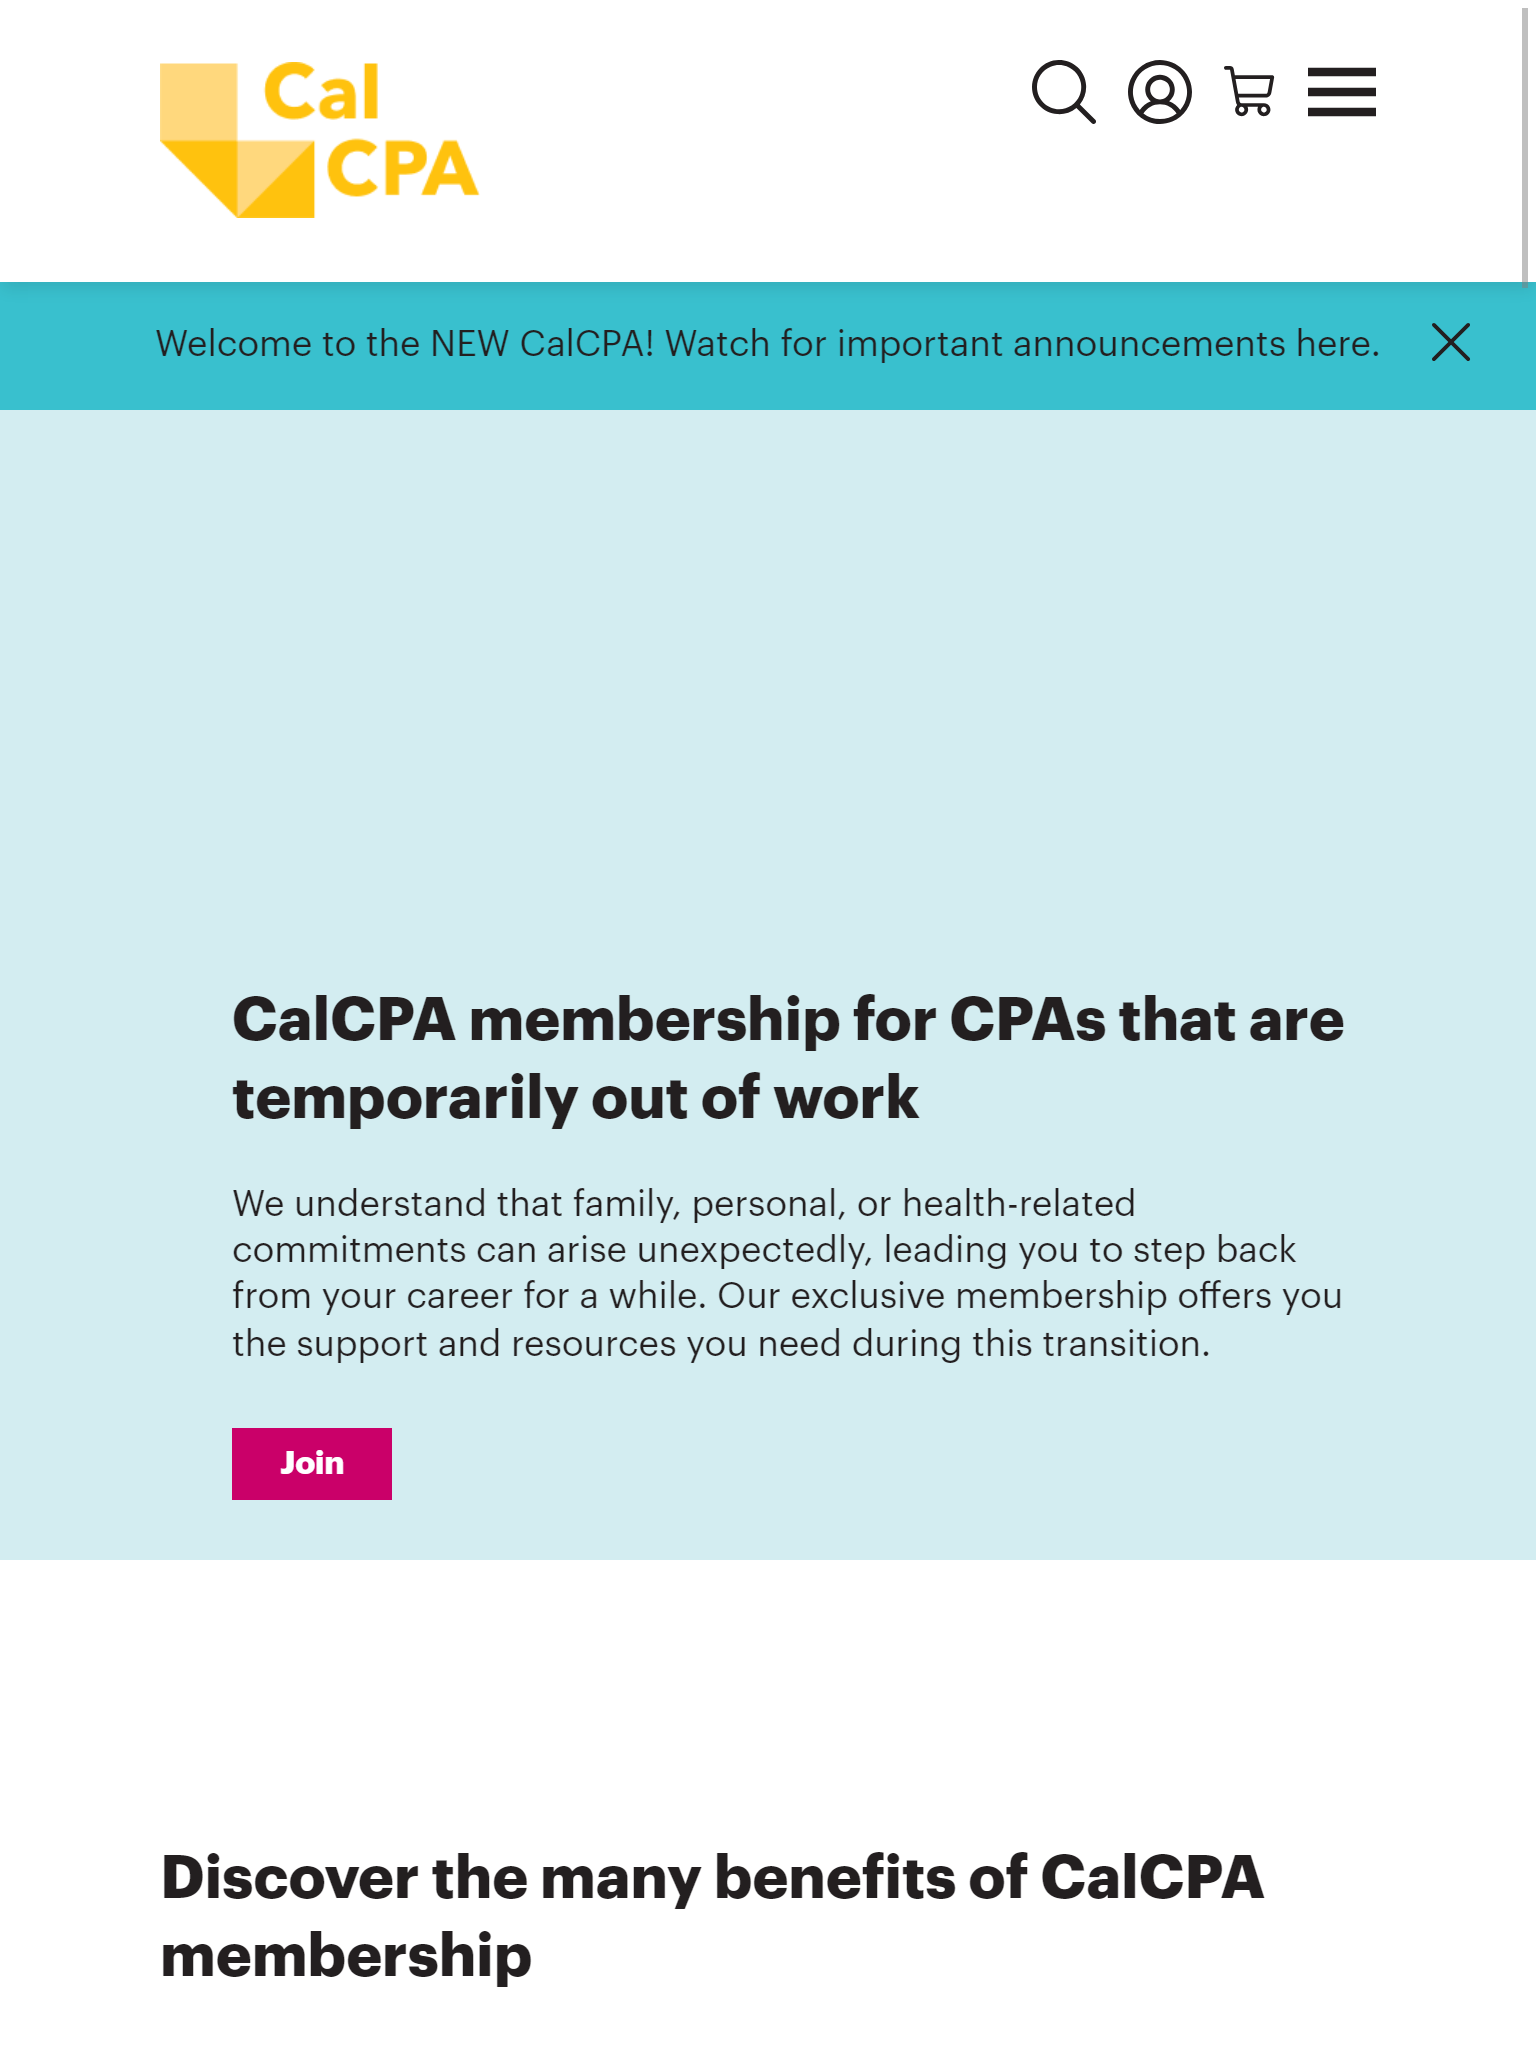 Cal
CPA
Welcome to the NEW CalCPA! Watch for important announcements here.
CalCPA membership for CPAs that are
temporarily out of work
We understand that family, personal, or health-related
commitments can arise unexpectedly, leading you to step back
from your career for a while. Our exclusive membership offers you
the support and resources you need during this transition.
Join
Discover the many benefits of CalCPA
membership